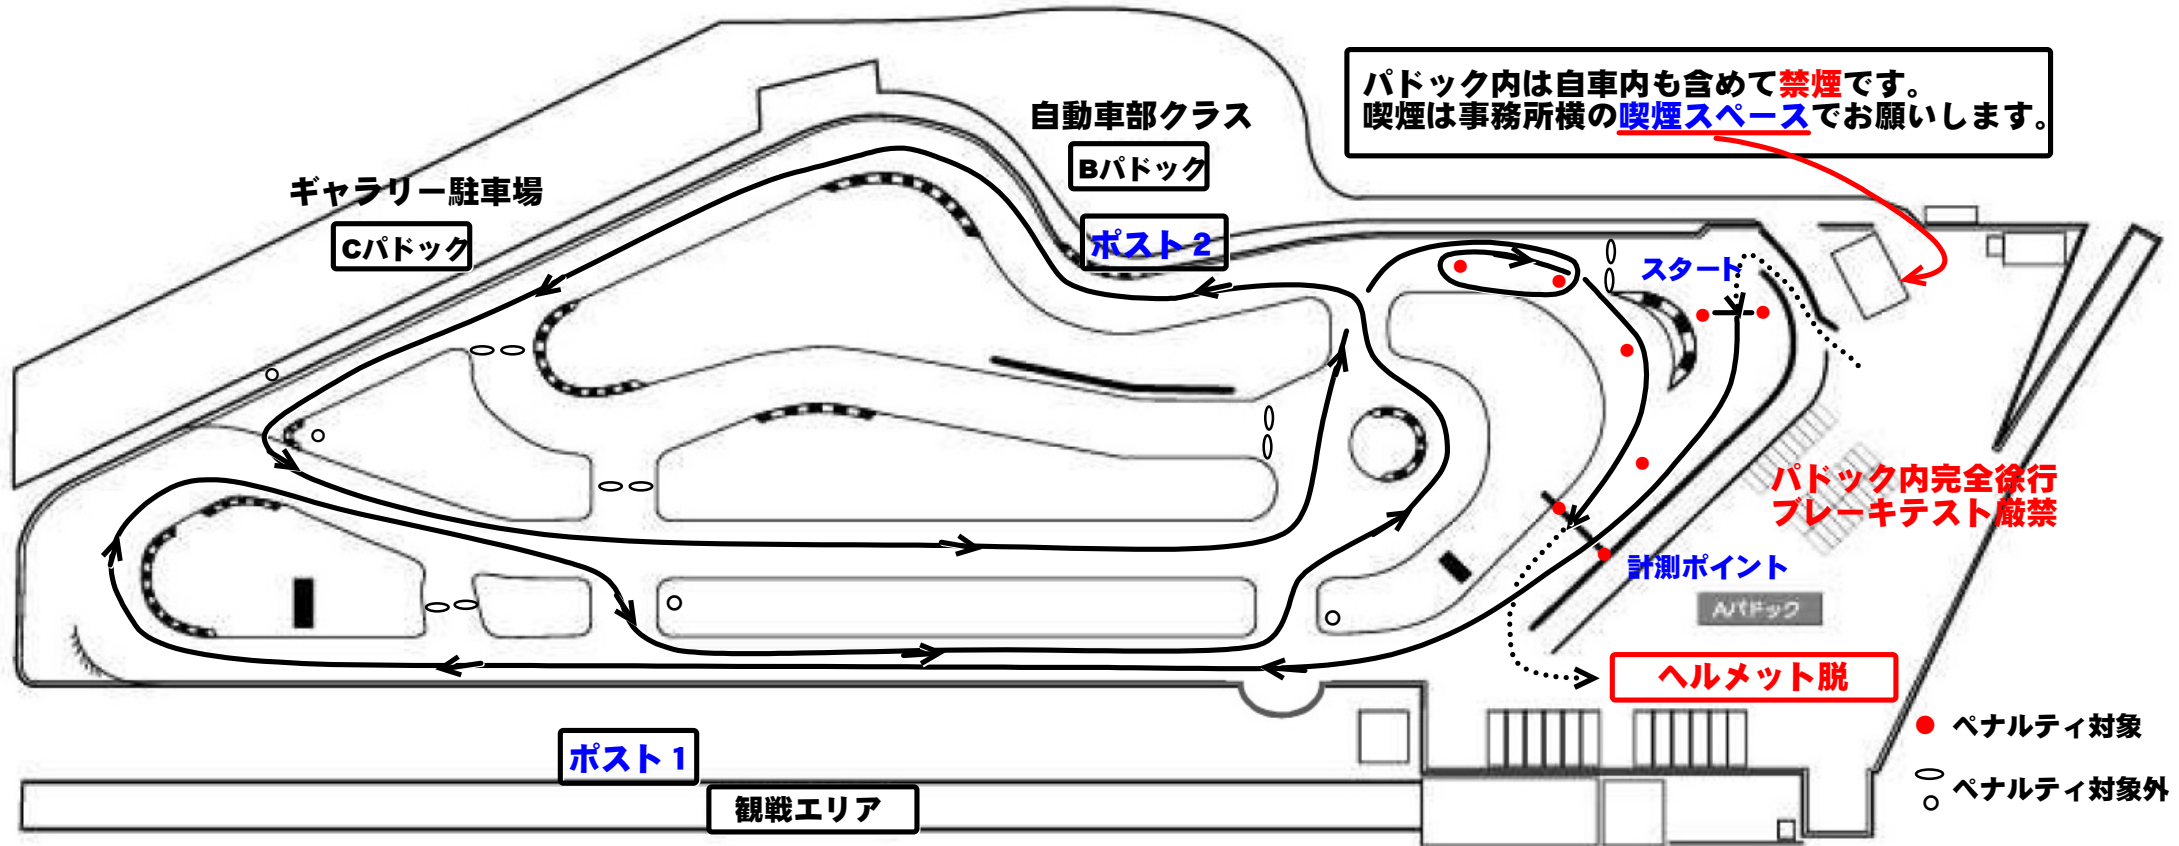 パドック内は自車内も含めて禁煙です。
喫煙は事務所横の喫煙スペースでお願いします。
自動車部クラス
Bパドック
ギャラリー駐車場
Cパドック
ポスト2
スタート
パドック内完全徐行
ブレーキテスト厳禁
計測ポイント
Aパドック
ヘルメット脱
ペナルティ対象
ポスト1
ペナルティ対象外
観戦エリア